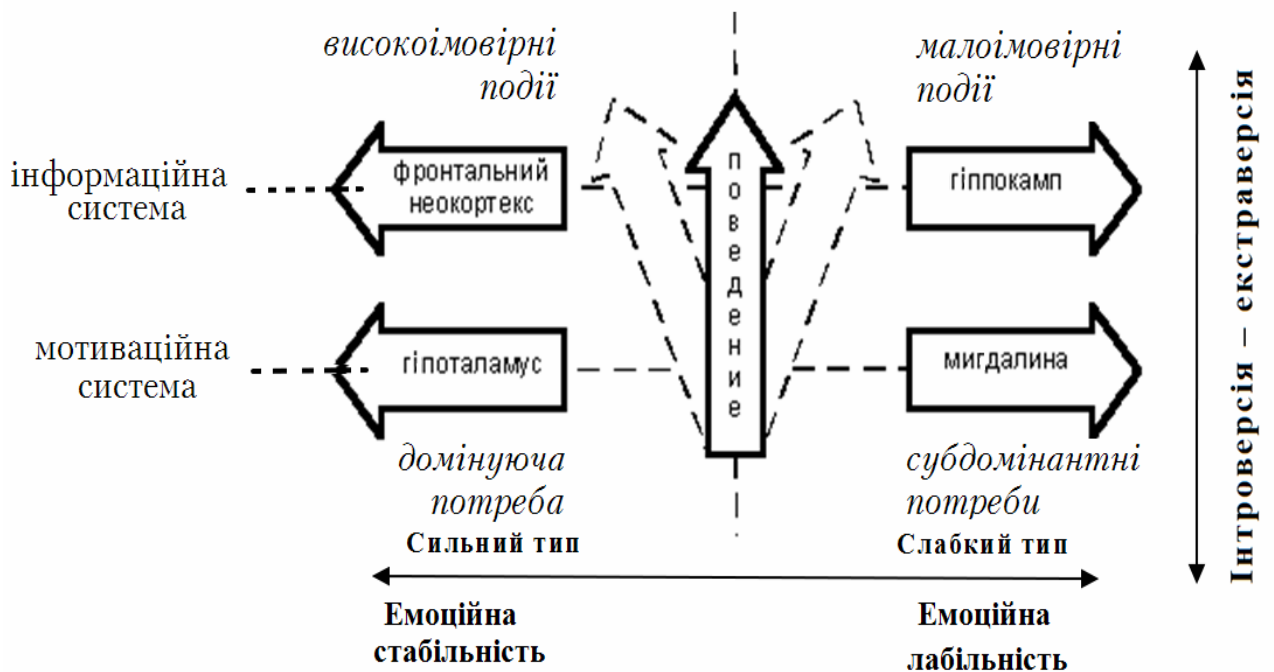 високоімовірні
події
малоімовірні
події
інформаційна
система
фронтальний
неокортекс
поведение
гіппокамп
мотиваційна
система
гіпоталамус
мигдалина
домінуюча
потреба
субдомінантні
потреби
Сильний тип
Слабкий тип
Емоційна
стабільність
Емоційна
лабільність
Інтроверсія – екстраверсія